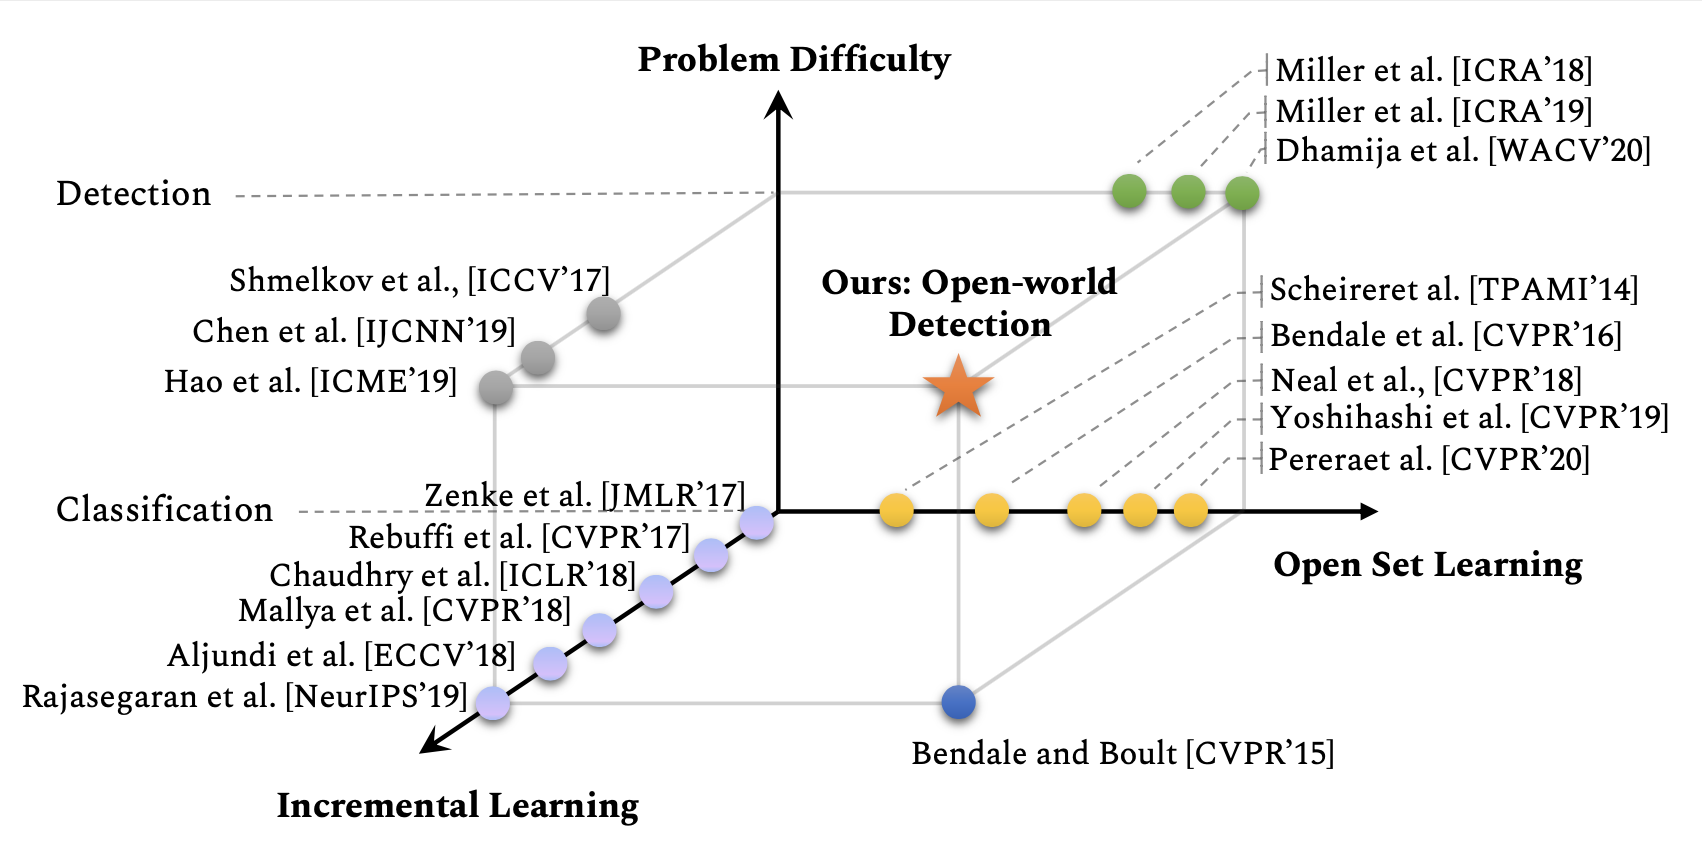 Problem Difficulty
Miller et al. [ICRA’18]
Miller et al. [ICRA’19]
Dhamija et al. [WACV’20]
Detection
Shmelkov et al., [ICCV’17]
Chen et al. [IJCNN’19]
Hao et al. [ICME’19]
Ours: Open-world
Detection
Scheireret al. [TPAMI’14]
Bendale et al. [CVPR’16]
Neal et al., [CVPR’18]
Yoshihashi et al. [CVPR’19]
Pereraet al. [CVPR’20]
Classification
Zenke et al. [JMLR’17]
Rebuffi et al. [CVPR’17]
Chaudhry et al. [ICLR’18]
Mallya et al. [CVPR’18]
Aljundi et al. [ECCV’18]
Rajasegaran et al. [NeurIPS’19]
Open Set Learning
Bendale and Boult [CVPR’15]
Incremental Learning